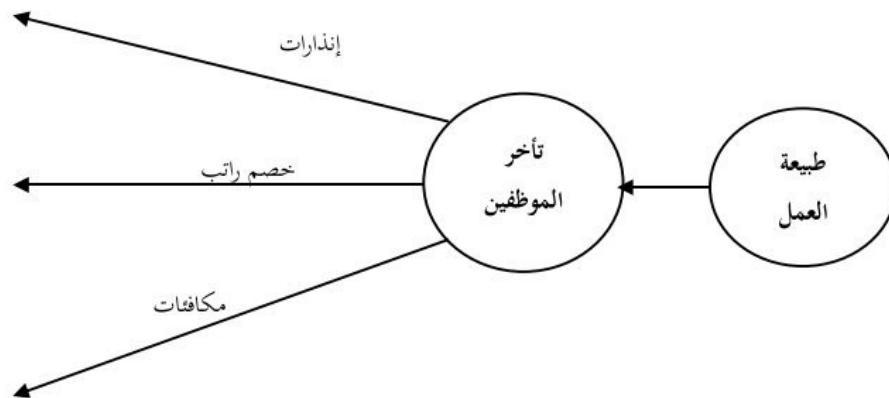 طبيعة
العمل
تأخر
الموظفين
إنذارات
خصم راتب
مكافئات